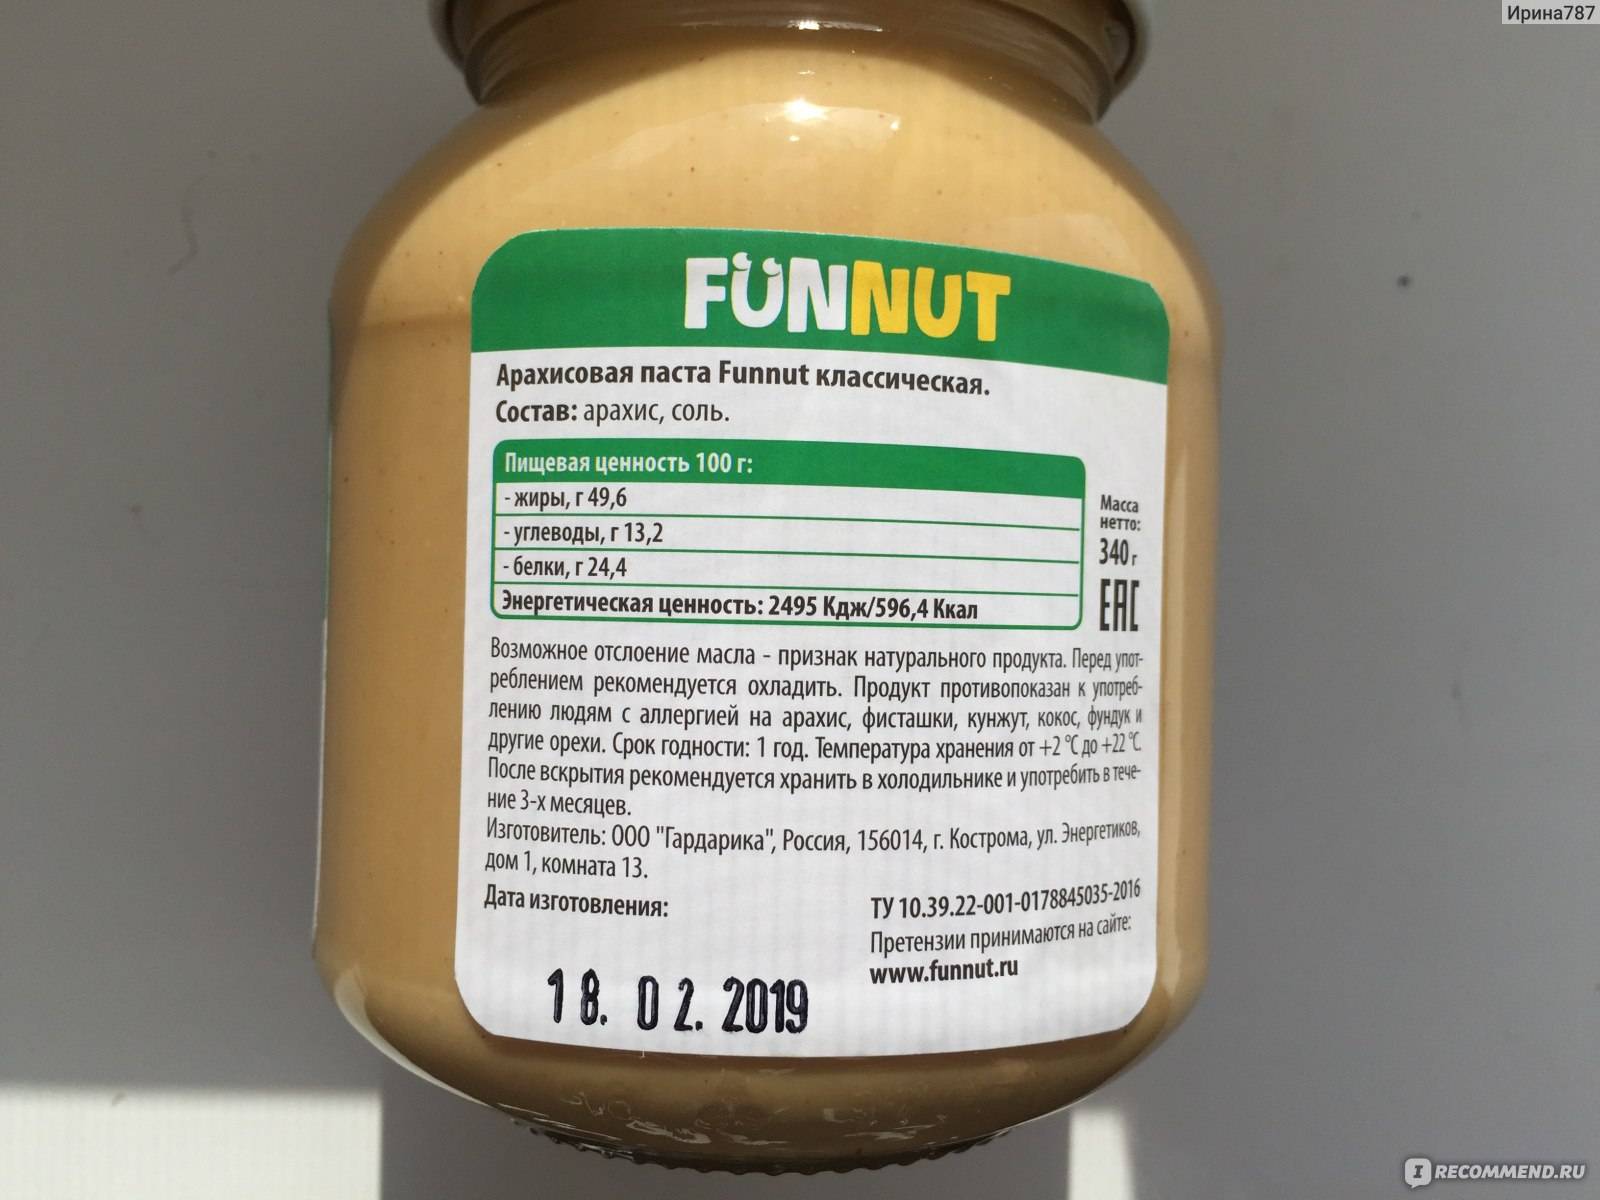 Ирина787
FUNNUT
Арахисовая паста Funnut классическая.
Состав: арахис, соль.
Пищевая ценность 100 г:
- жиры, г 49,6
- углеводы, г 13,2
- белки, г 24,4
Энергетическая ценность: 2495 Кдж/596,4 Ккал
Масса
нетто:
340 г
EAC
Возможное отслоение масла - признак натурального продукта. Перед упот-
реблением рекомендуется охладить. Продукт противопоказан к употреб-
лению людям с аллергией на арахис, фисташки, кунжут, кокос, фундук и
другие орехи. Срок годности: 1 год. Температура хранения от +2 °С до +22 °С.
После вскрытия рекомендуется хранить в холодильнике и употребить в тече-
ние 3-х месяцев.
Изготовитель: ООО "Гардарика", Россия, 156014, г. Кострома, ул. Энергетиков,
дом 1, комната 13.
Дата изготовления:
18. 02. 2019
ТУ 10.39.22-001-0178845035-2016
Претензии принимаются на сайте:
www.funnut.ru
IRECOMMEND.RU